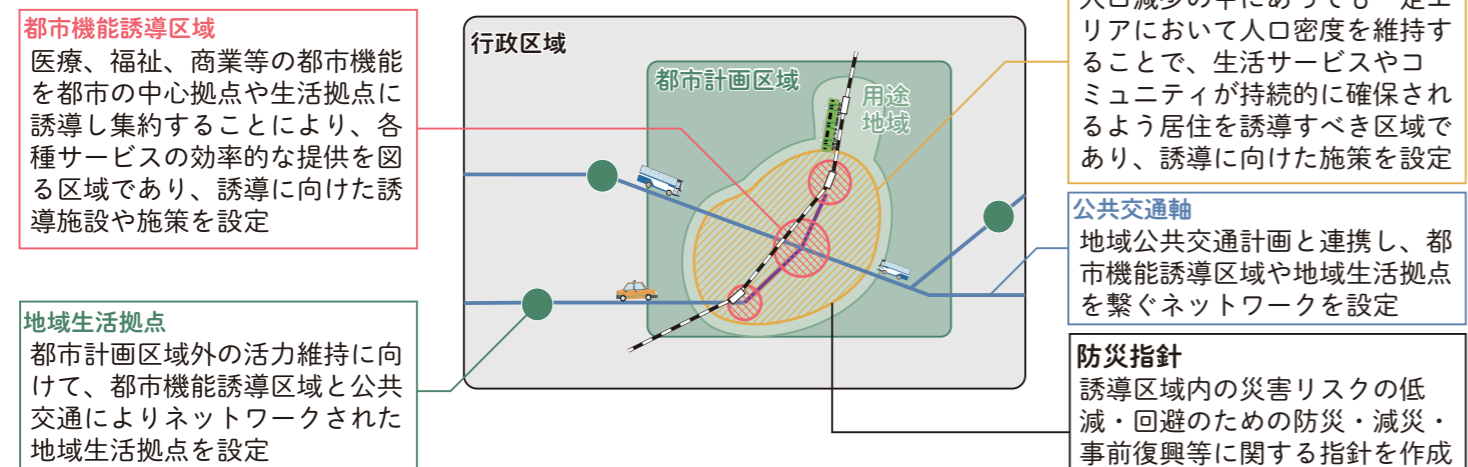 都市機能誘導区域
医療、福祉、商業等の都市機能
を都市の中心拠点や生活拠点に
誘導し集約することにより、各
種サービスの効率的な提供を図
る区域であり、誘導に向けた誘
導施設や施策を設定
地域生活拠点
都市計画区域外の活力維持に向
けて、都市機能誘導区域と公共
交通によりネットワークされた
地域生活拠点を設定
行政区域
都市計画区域
用途
地域
人口減少の中にあっても一定エ
リアにおいて人口密度を維持す
ることで、生活サービスやコ
ミュニティが持続的に確保され
るよう居住を誘導すべき区域で
あり、誘導に向けた施策を設定
公共交通軸
地域公共交通計画と連携し、都
市機能誘導区域や地域生活拠点
を繋ぐネットワークを設定
防災指針
誘導区域内の災害リスクの低
減・回避のための防災・減災・
事前復興等に関する指針を作成